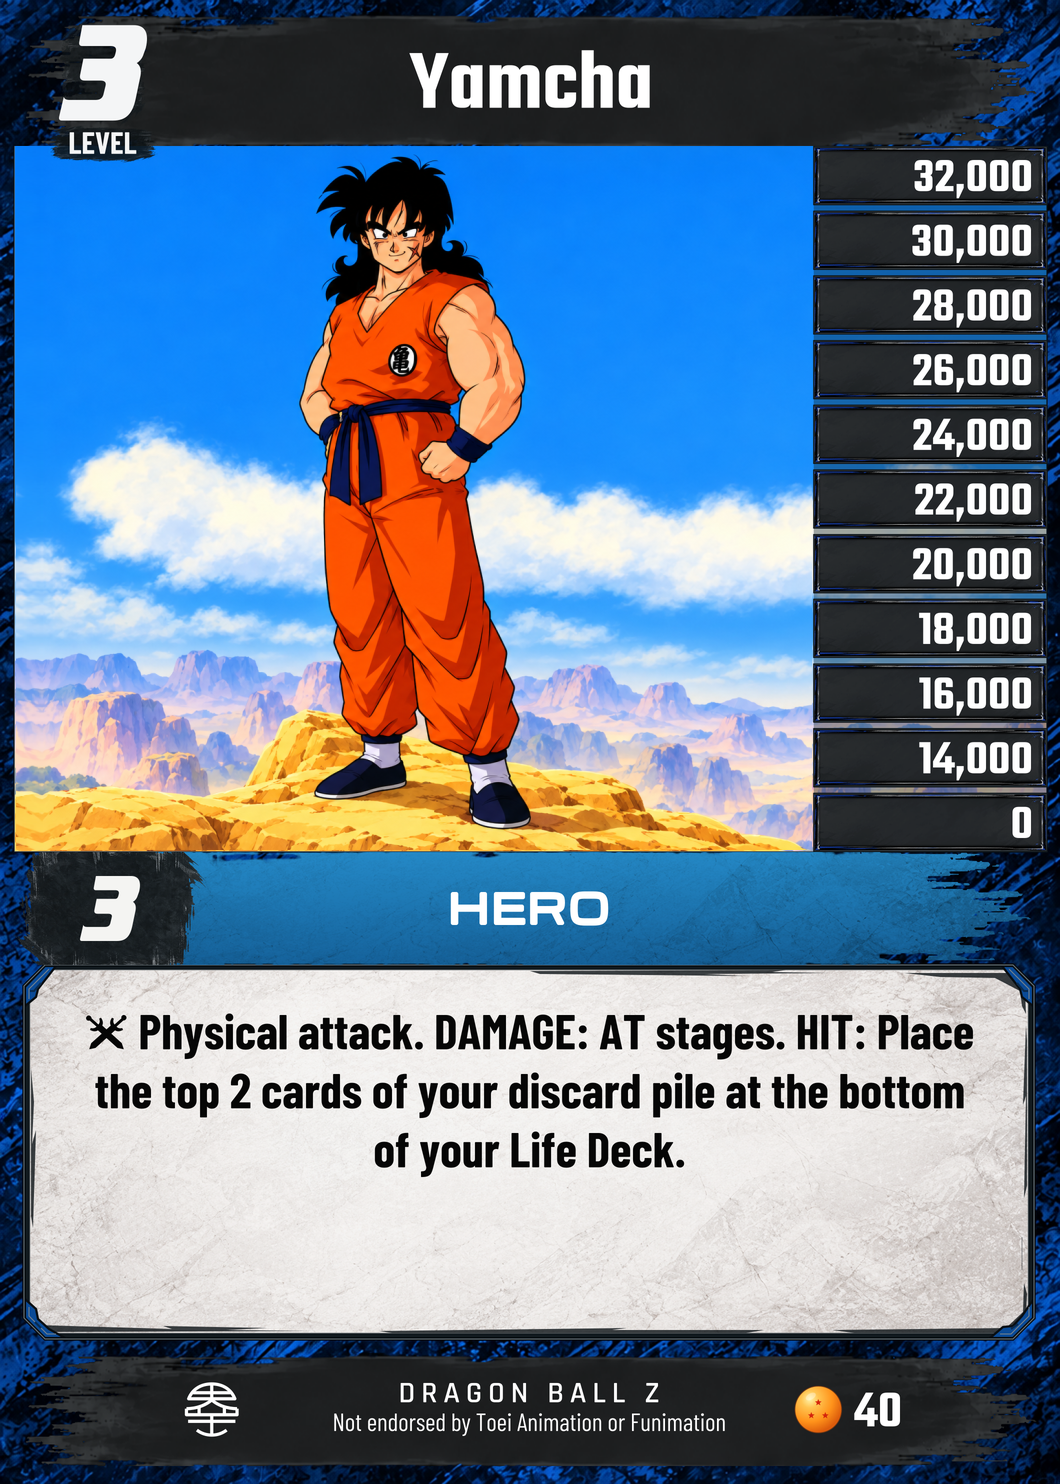 3
LEVEL
Yamcha
32,000
30,000
28,000
26,000
24,000
22,000
20,000
18,000
16,000
14,000
0
亀
3
HERO
Physical attack. DAMAGE: AT stages. HIT: Place
the top 2 cards of your discard pile at the bottom
of your Life Deck.
DRAGON BALL Z
Not endorsed by Toei Animation or Funimation
40